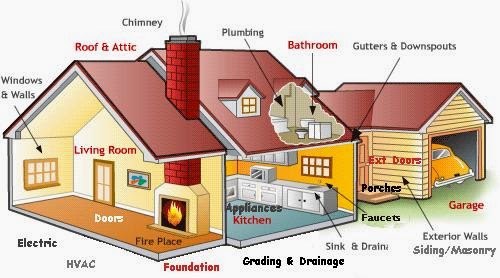 Chimney
Plumbing
Roof & Attic
Bathroom
Gutters & Downspouts
Windows
& Walls
Living Room
Ext Doors
Porches
Appliances
Garage
Doors
Kitchen
Faucets
Electric
Fire Place
Sink & Drains
Exterior Walls
Siding/Masonry
HVAC
Foundation
Grading & Drainage